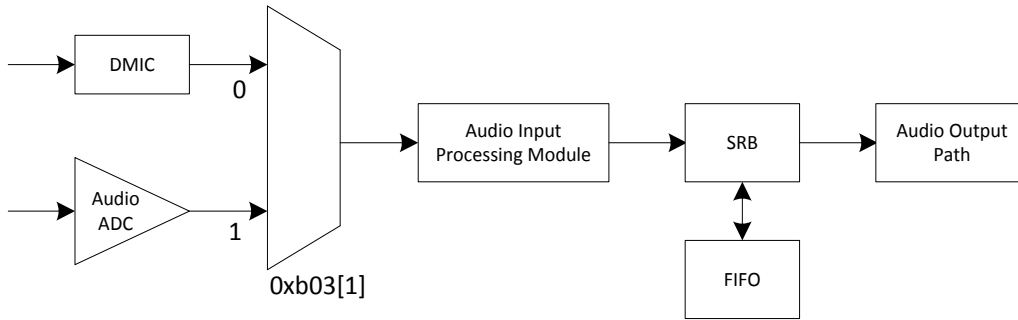 DMIC
0
Audio
ADC
1
0xb03[1]
Audio Input
Processing Module
SRB
FIFO
Audio Output
Path